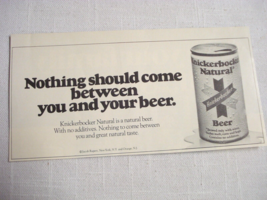 Nothing should come
between
you and your beer.
Knickerbocker Natural is a natural beer.
With no additives. Nothing to come between
you and great natural taste.
Knickerbocker
Natural
Beer